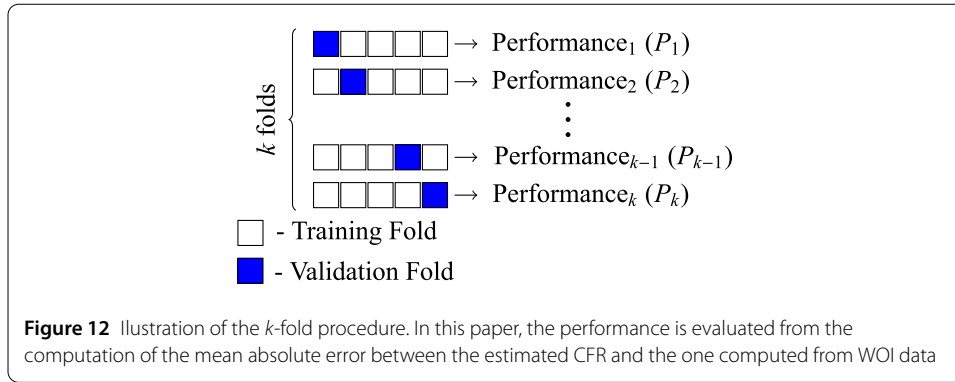 k folds
→ Performance₁ (P₁)
→ Performance₂ (P₂)
⋮
→ Performanceₖ₋₁ (Pₖ₋₁)
→ Performanceₖ (Pₖ)
- Training Fold
- Validation Fold
Figure 12 Ilustration of the k-fold procedure. In this paper, the performance is evaluated from the
computation of the mean absolute error between the estimated CFR and the one computed from WOI data